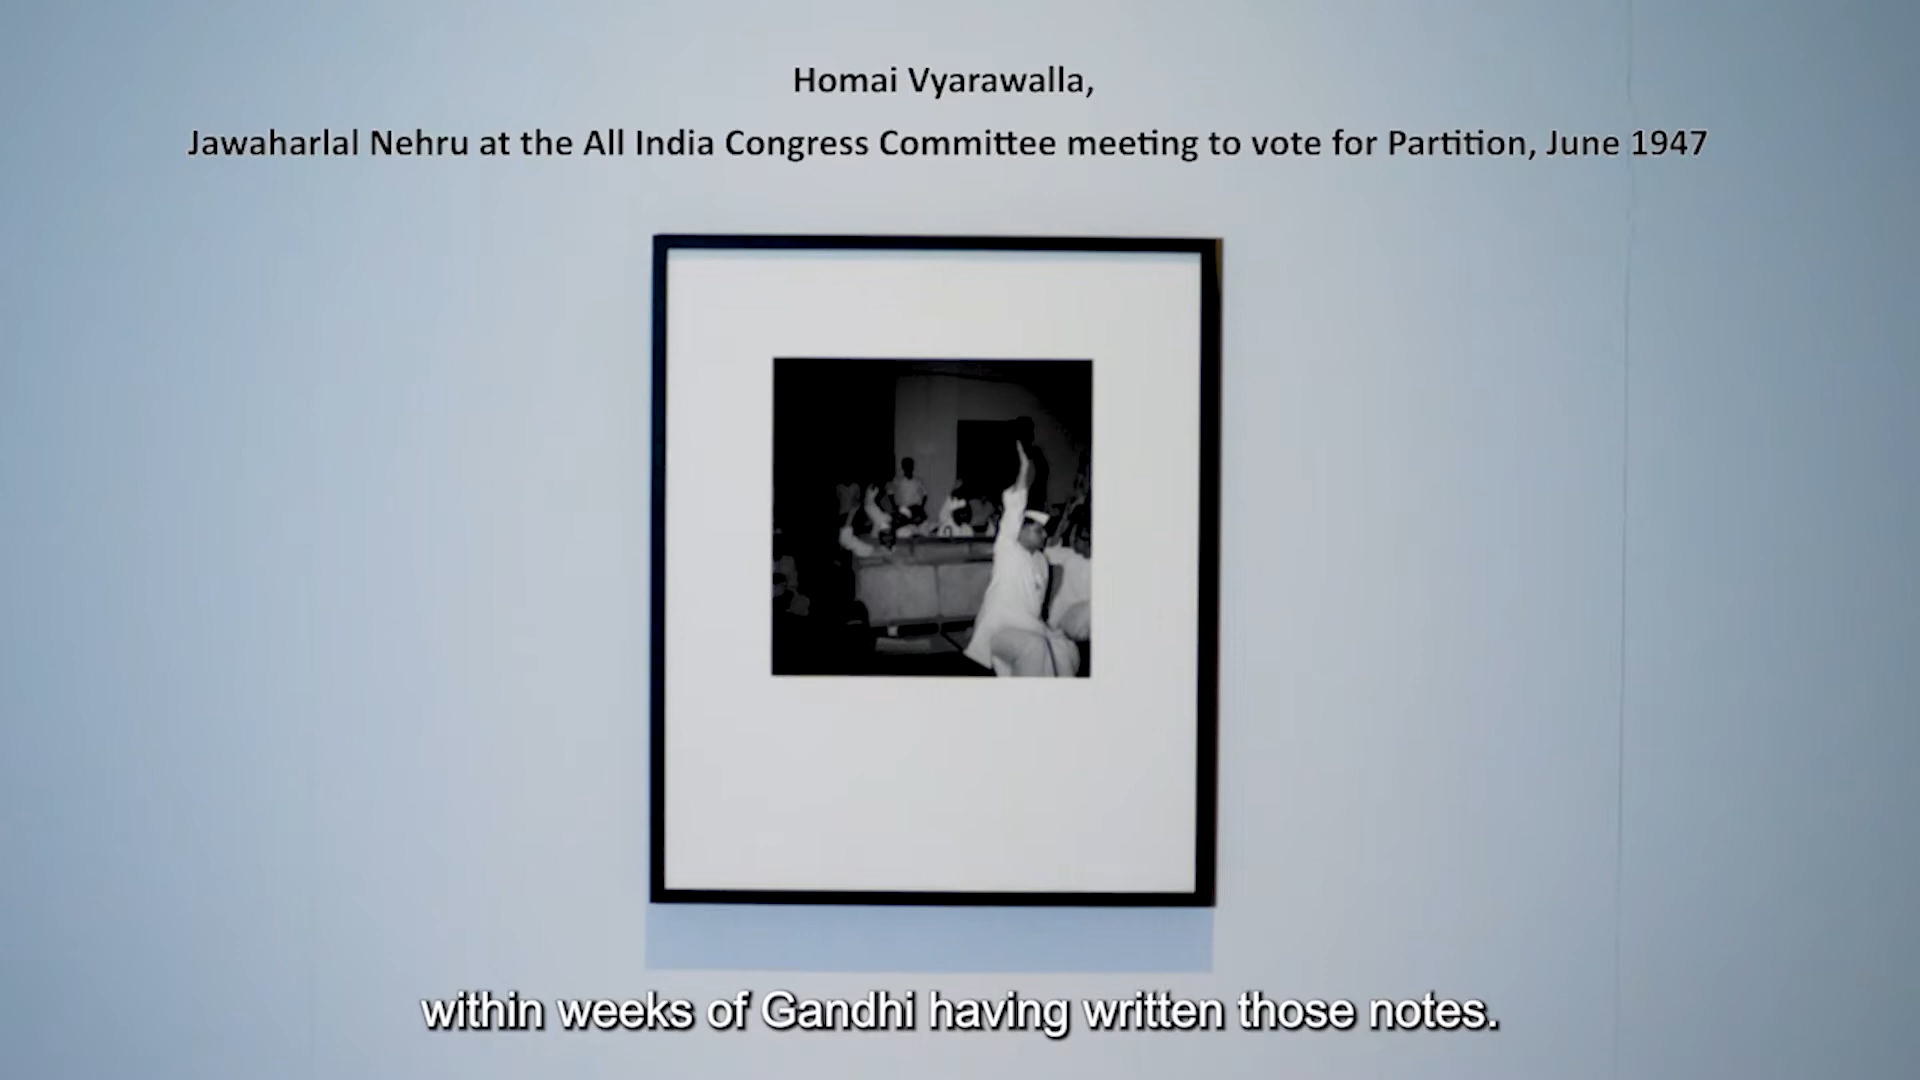 Homai Vyarawalla,
Jawaharlal Nehru at the All India Congress Committee meeting to vote for Partition, June 1947
within weeks of Gandhi having written those notes.